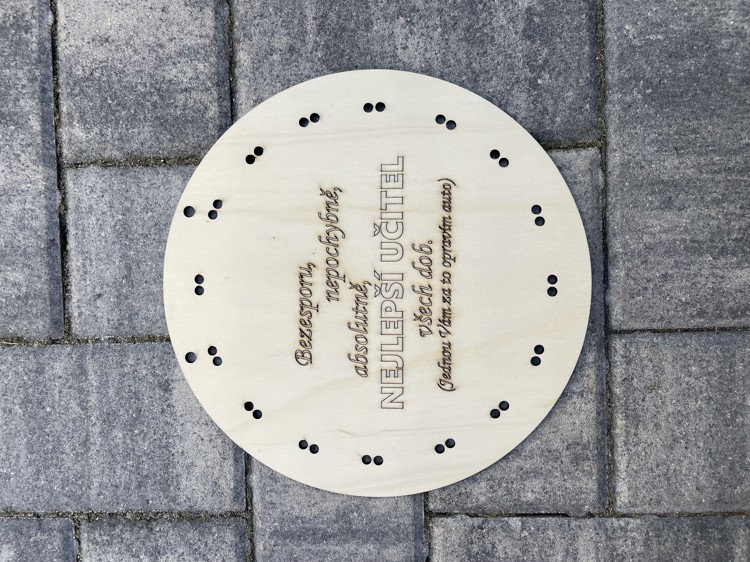 Bezesporu,
nepochybně,
absolutně,
NEJLEPŠÍ UČITEL
všech dob.
(Jednou Vám za to opravím auto)